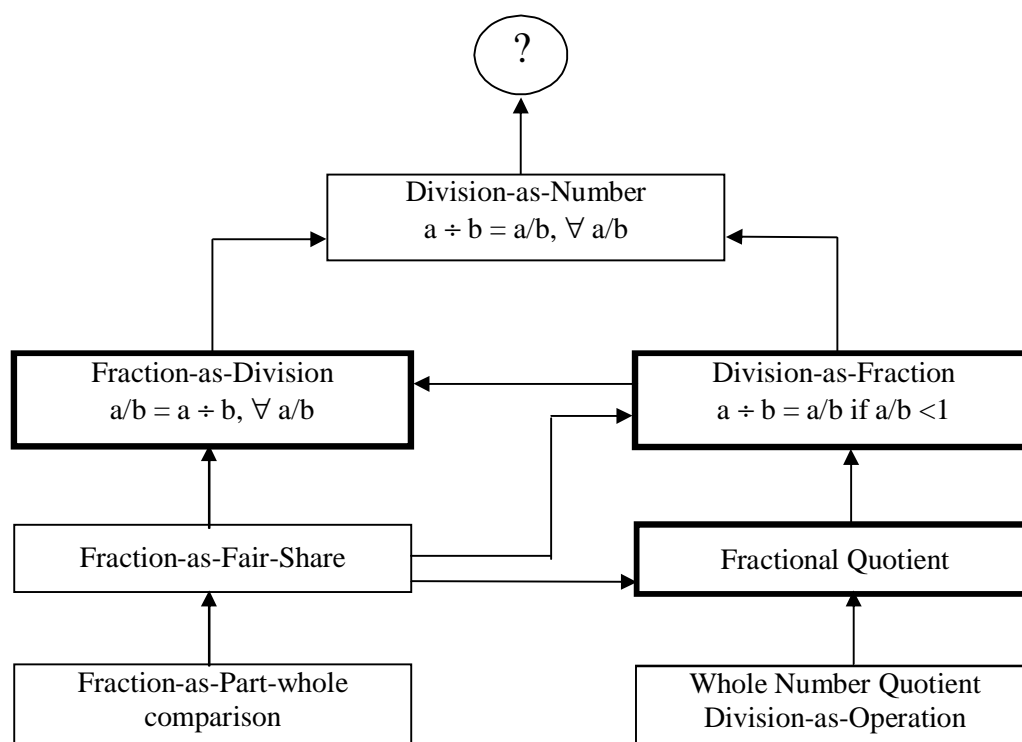 ?
Division-as-Number
a ÷ b = a/b, ∀ a/b
Fraction-as-Division
a/b = a ÷ b, ∀ a/b
Division-as-Fraction
a ÷ b = a/b if a/b <1
Fraction-as-Fair-Share
Fractional Quotient
Fraction-as-Part-whole
comparison
Whole Number Quotient
Division-as-Operation